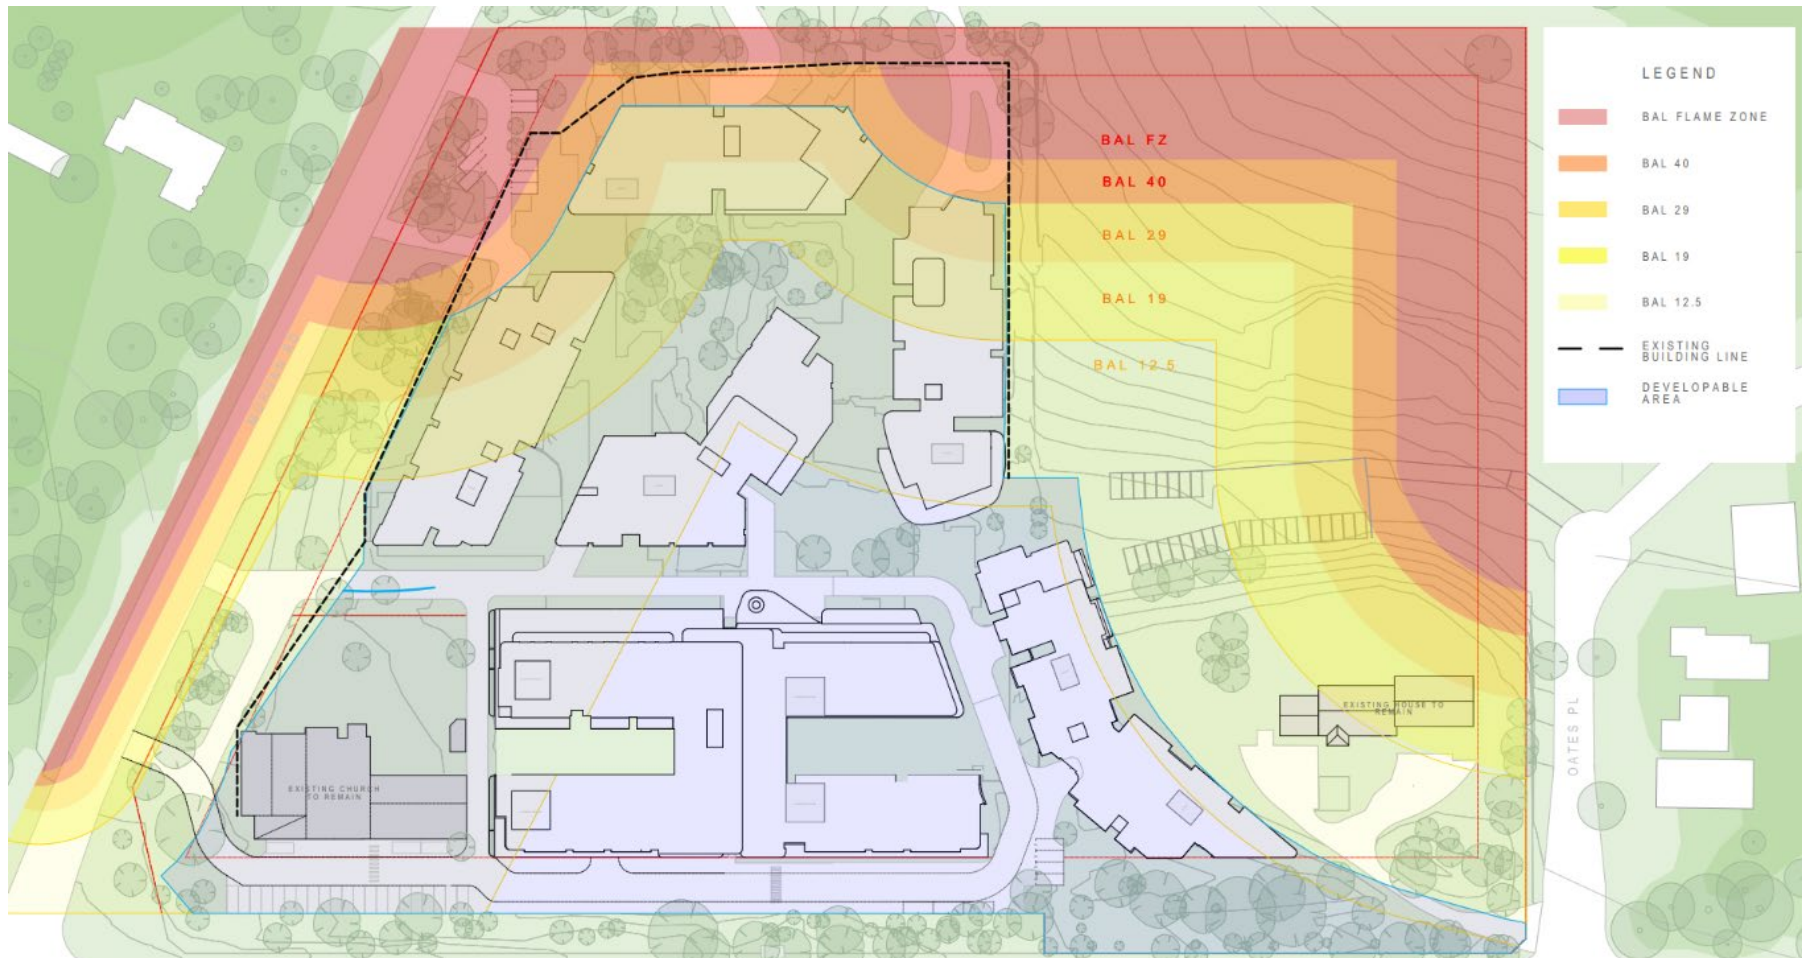 LEGEND
BAL FLAME ZONE
BAL 40
BAL 29
BAL 19
BAL 12.5
EXISTING
BUILDING LINE
DEVELOPABLE
AREA
BAL FZ
BAL 40
BAL 29
BAL 19
BAL 12.5
EXISTING HOUSE TO
REMAIN
OATES PL
EXISTING CHURCH
TO REMAIN